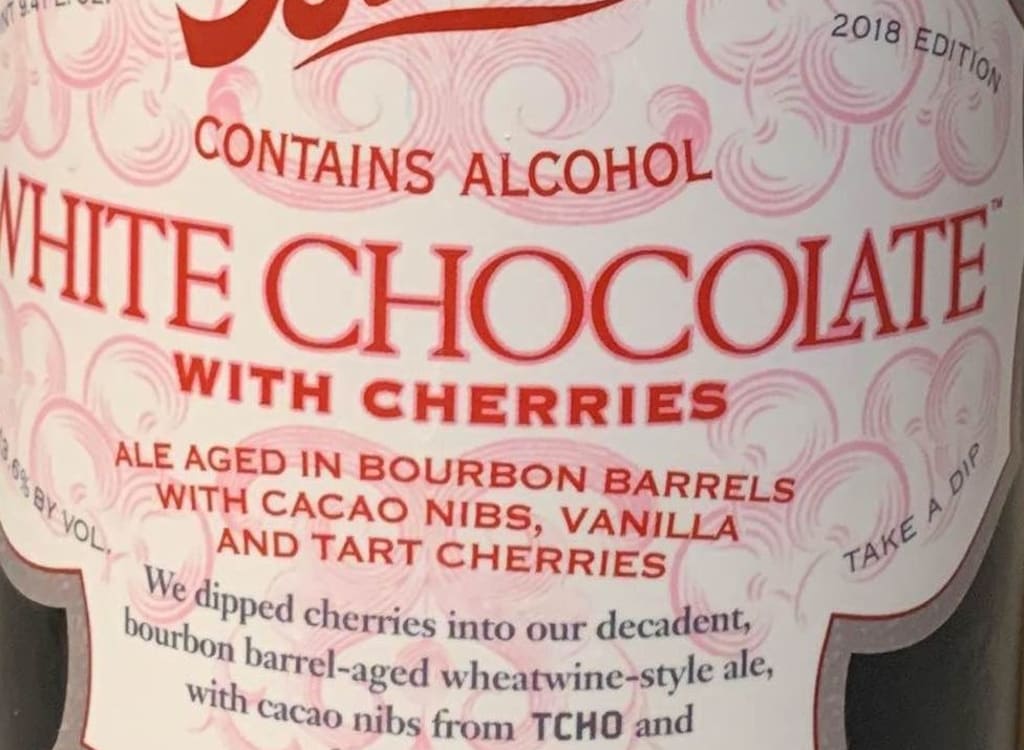 2018 EDITION
CONTAINS ALCOHOL
WHITE CHOCOLATE™
WITH CHERRIES
ALE AGED IN BOURBON BARRELS
WITH CACAO NIBS, VANILLA
AND TART CHERRIES
BY VOL.
TAKE A DIP
We dipped cherries into our decadent,
bourbon barrel-aged wheatwine-style ale,
with cacao nibs from TCHO and